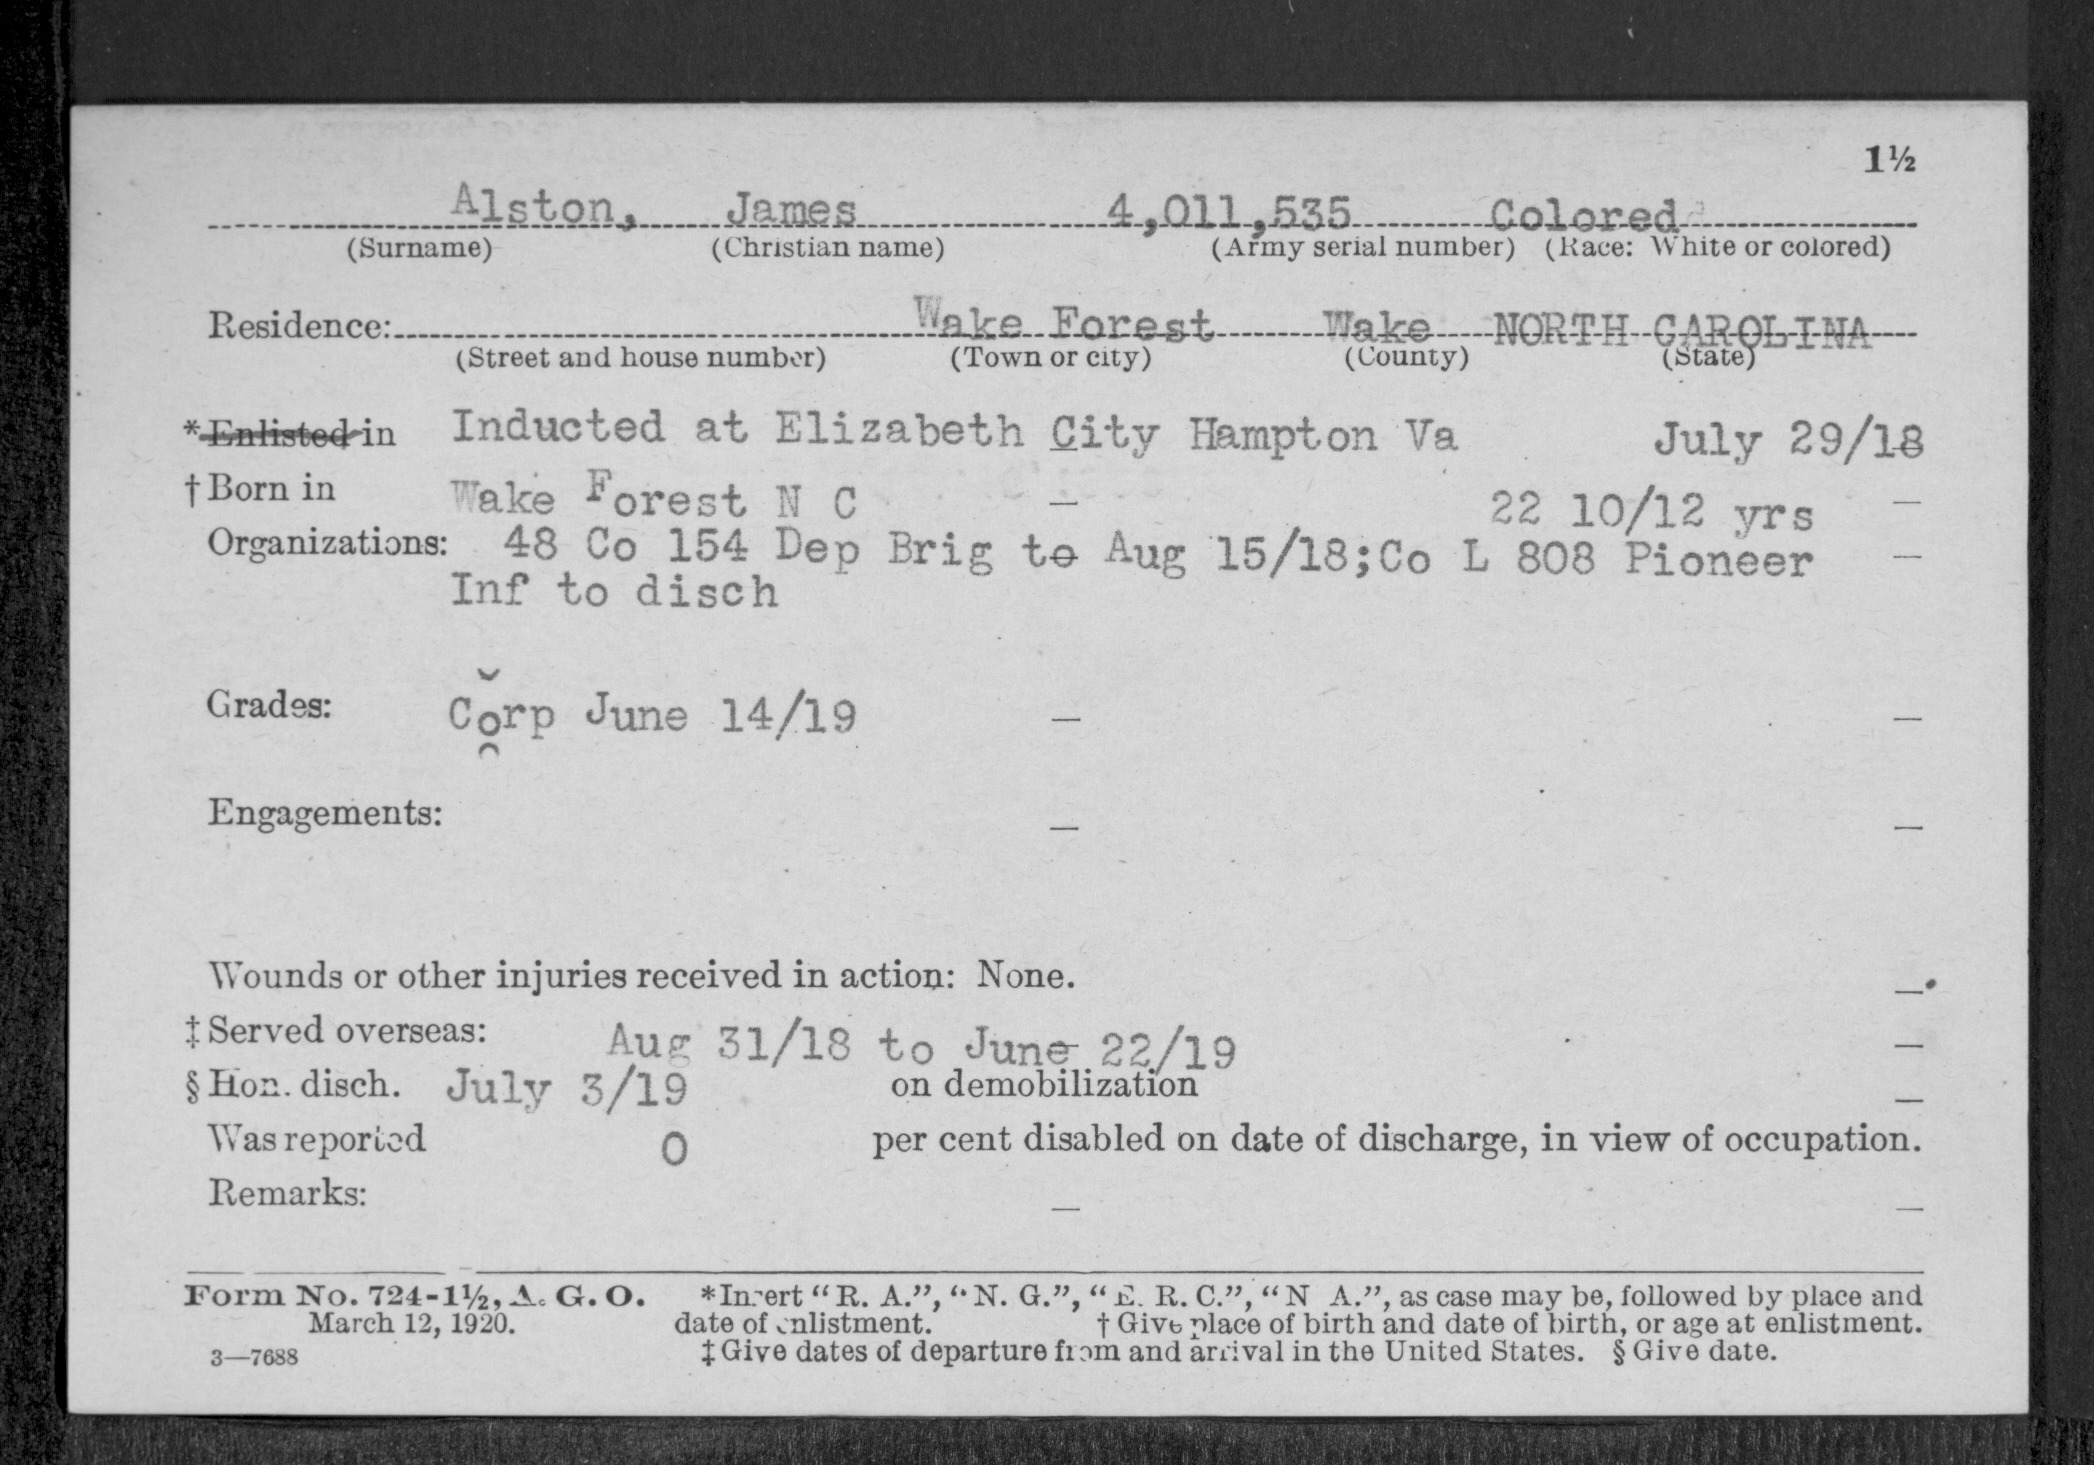 1½
Alston, James 4,011,535 Colored
(Surname) (Christian name) (Army serial number) (Race: White or colored)
Residence: Wake Forest Wake NORTH CAROLINA
(Street and house number) (Town or city) (County) (State)
*Enlisted in Inducted at Elizabeth City Hampton Va July 29/18
†Born in Wake Forest N C — 22 10/12 yrs —
Organizations: 48 Co 154 Dep Brig to Aug 15/18;Co L 808 Pioneer —
Inf to disch
Grades: Corp June 14/19 — —
Engagements: — —
Wounds or other injuries received in action: None. —
‡Served overseas: Aug 31/18 to June 22/19 —
§Hon. disch. July 3/19 on demobilization —
Was reported 0 per cent disabled on date of discharge, in view of occupation.
Remarks: — —
Form No. 724-1½, A. G. O. *Insert "R. A.", "N. G.", "E. R. C.", "N A.", as case may be, followed by place and
March 12, 1920. date of enlistment. †Give place of birth and date of birth, or age at enlistment.
3—7688 ‡Give dates of departure from and arrival in the United States. §Give date.